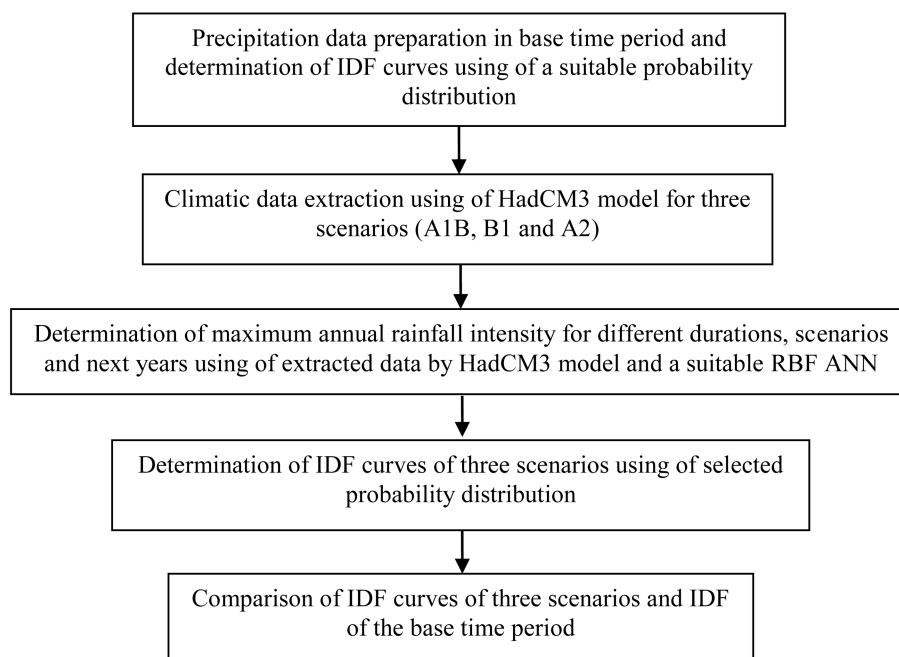 Precipitation data preparation in base time period and
determination of IDF curves using of a suitable probability
distribution
Climatic data extraction using of HadCM3 model for three
scenarios (A1B, B1 and A2)
Determination of maximum annual rainfall intensity for different durations, scenarios
and next years using of extracted data by HadCM3 model and a suitable RBF ANN
Determination of IDF curves of three scenarios using of selected
probability distribution
Comparison of IDF curves of three scenarios and IDF
of the base time period